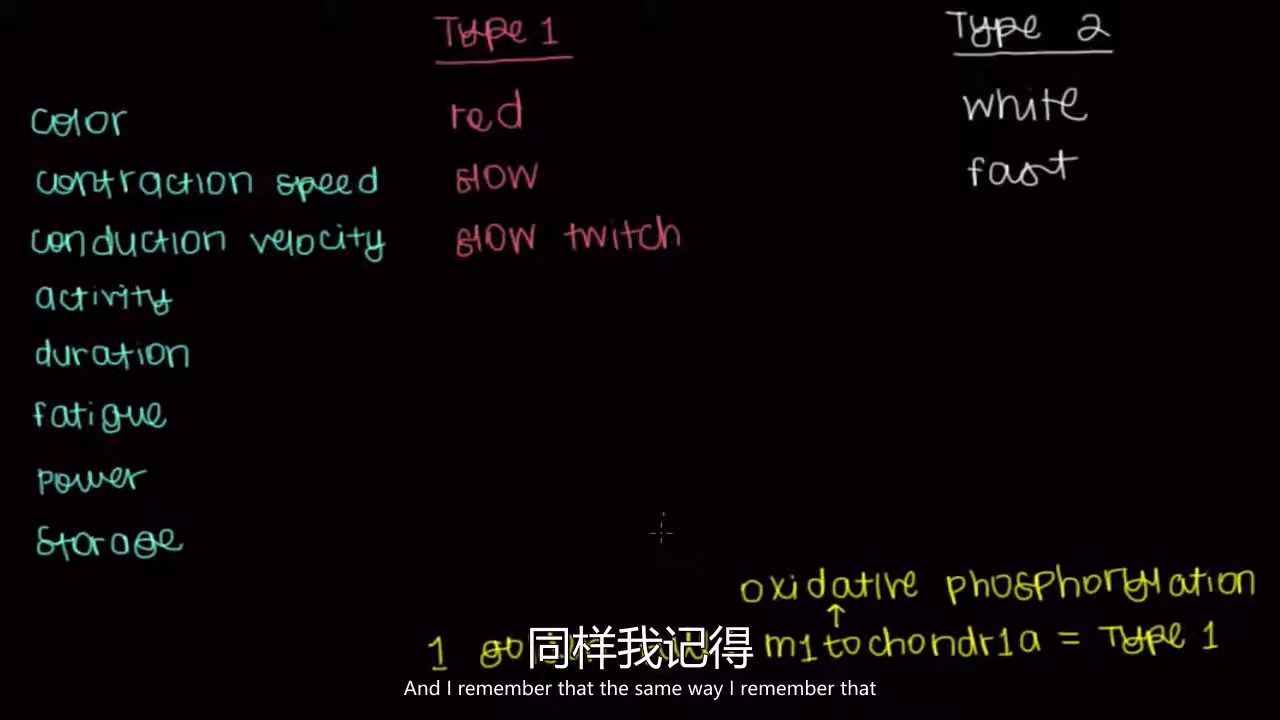 Type 1 Type 2
color red white
contraction speed slow fast
conduction velocity slow twitch
activity
duration
fatigue
power
storage
oxidative phosphorylation
↑
1 mitochondria = Type 1
同样我记得
And I remember that the same way I remember that